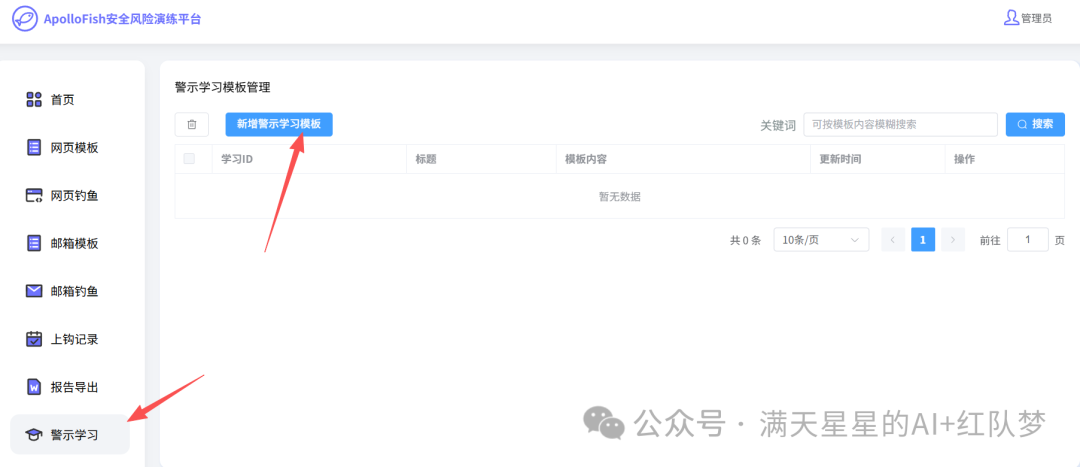 ApolloFish安全风险演练平台
管理员
首页
网页模板
网页钓鱼
邮箱模板
邮箱钓鱼
上钩记录
报告导出
警示学习
警示学习模板管理
新增警示学习模板
关键词 可按模板内容模糊搜索 搜索
学习ID 标题 模板内容 更新时间 操作
暂无数据
共 0 条 10条/页 1 前往 1 页
公众号 · 满天星星的AI+红队梦